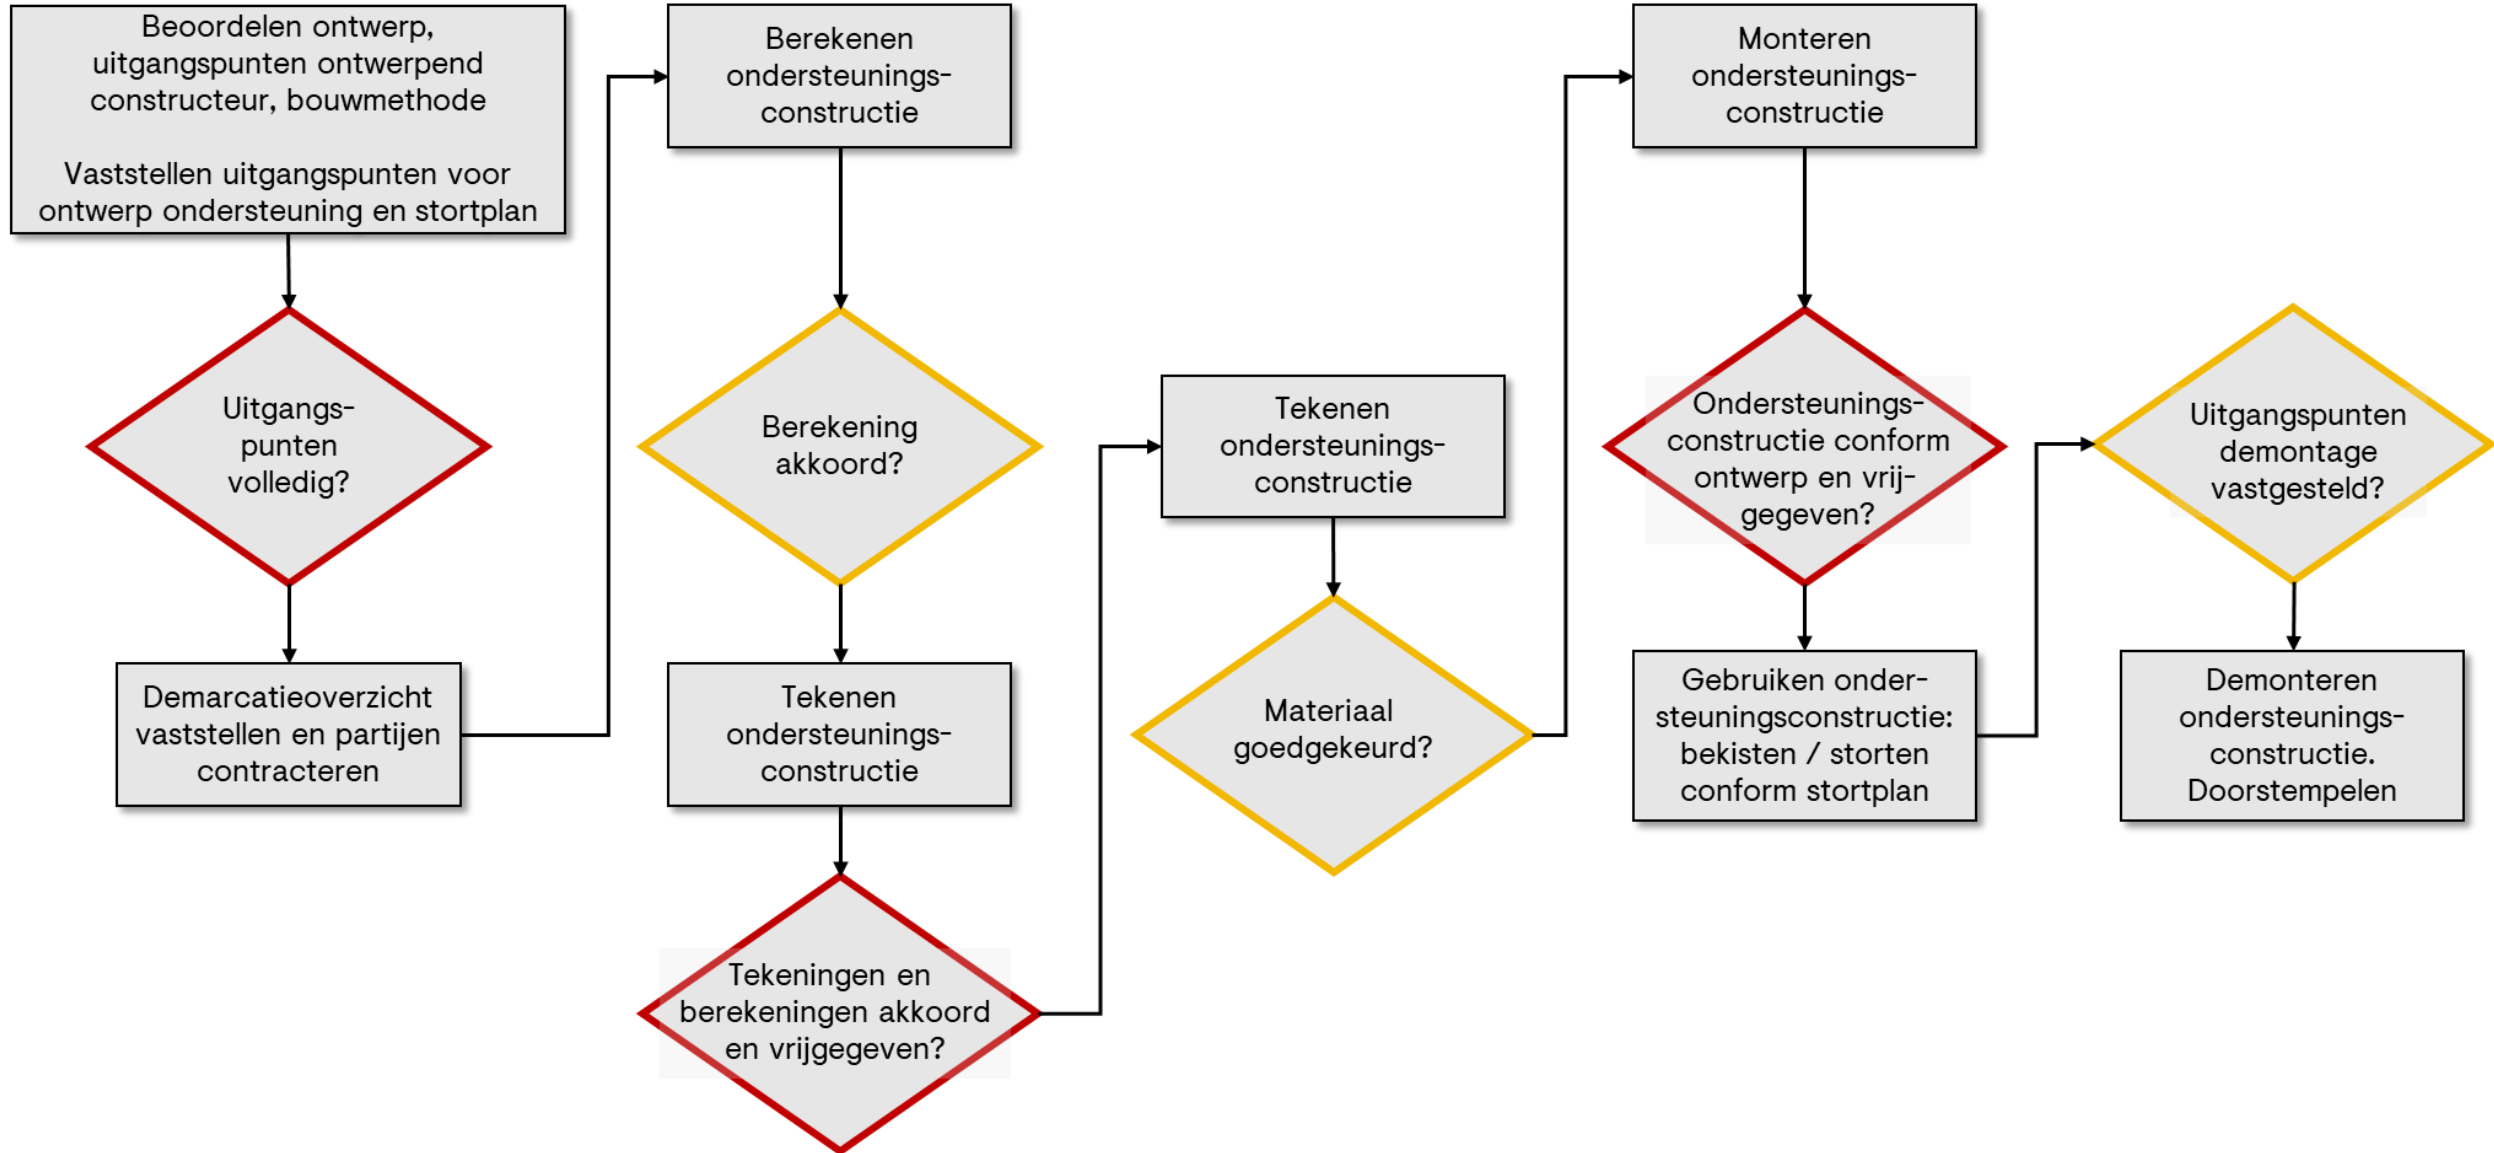 Beoordelen ontwerp,
uitgangspunten ontwerpend
constructeur, bouwmethode
Vaststellen uitgangspunten voor
ontwerp ondersteuning en stortplan
Uitgangs-
punten
volledig?
Demarcatieoverzicht
vaststellen en partijen
contracteren
Berekenen
ondersteunings-
constructie
Berekening
akkoord?
Tekenen
ondersteunings-
constructie
Tekeningen en
berekeningen akkoord
en vrijgegeven?
Tekenen
ondersteunings-
constructie
Materiaal
goedgekeurd?
Monteren
ondersteunings-
constructie
Ondersteunings-
constructie conform
ontwerp en vrij-
gegeven?
Gebruiken onder-
steuningsconstructie:
bekisten / storten
conform stortplan
Uitgangspunten
demontage
vastgesteld?
Demonteren
ondersteunings-
constructie.
Doorstempelen